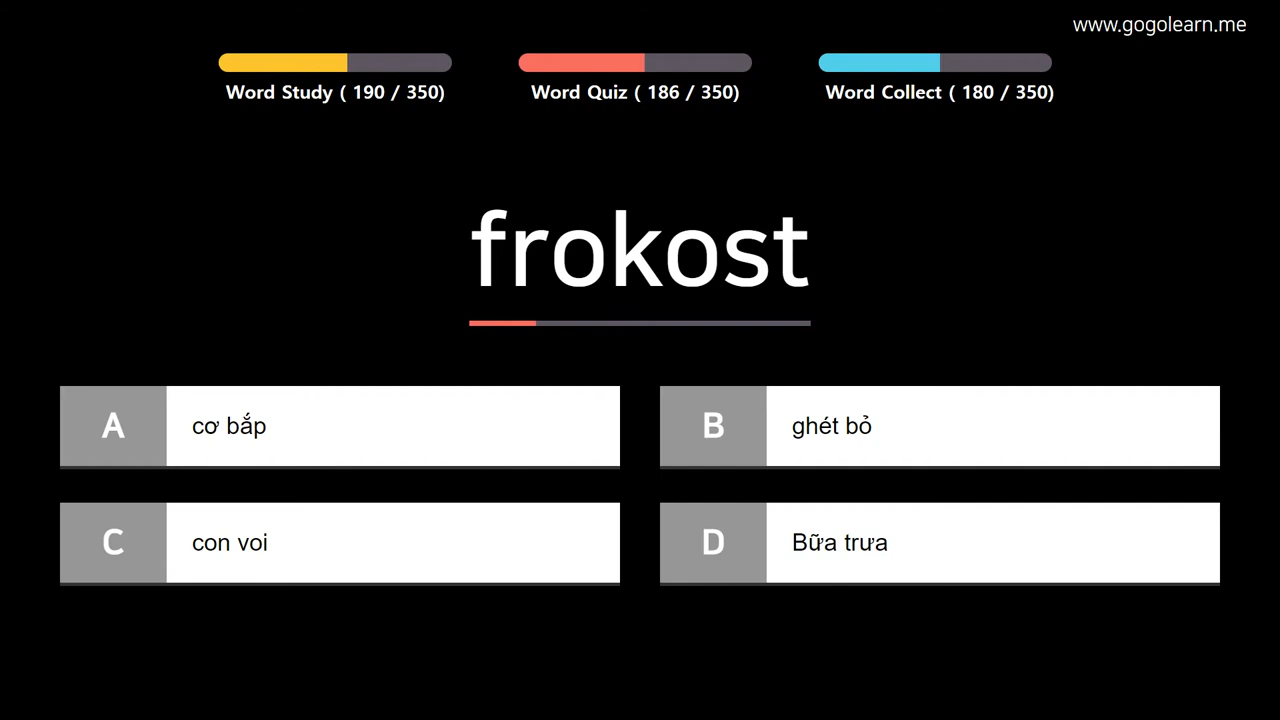 www.gogolearn.me
Word Study ( 190 / 350)
Word Quiz ( 186 / 350)
Word Collect ( 180 / 350)
frokost
A cơ bắp
B ghét bỏ
C con voi
D Bữa trưa